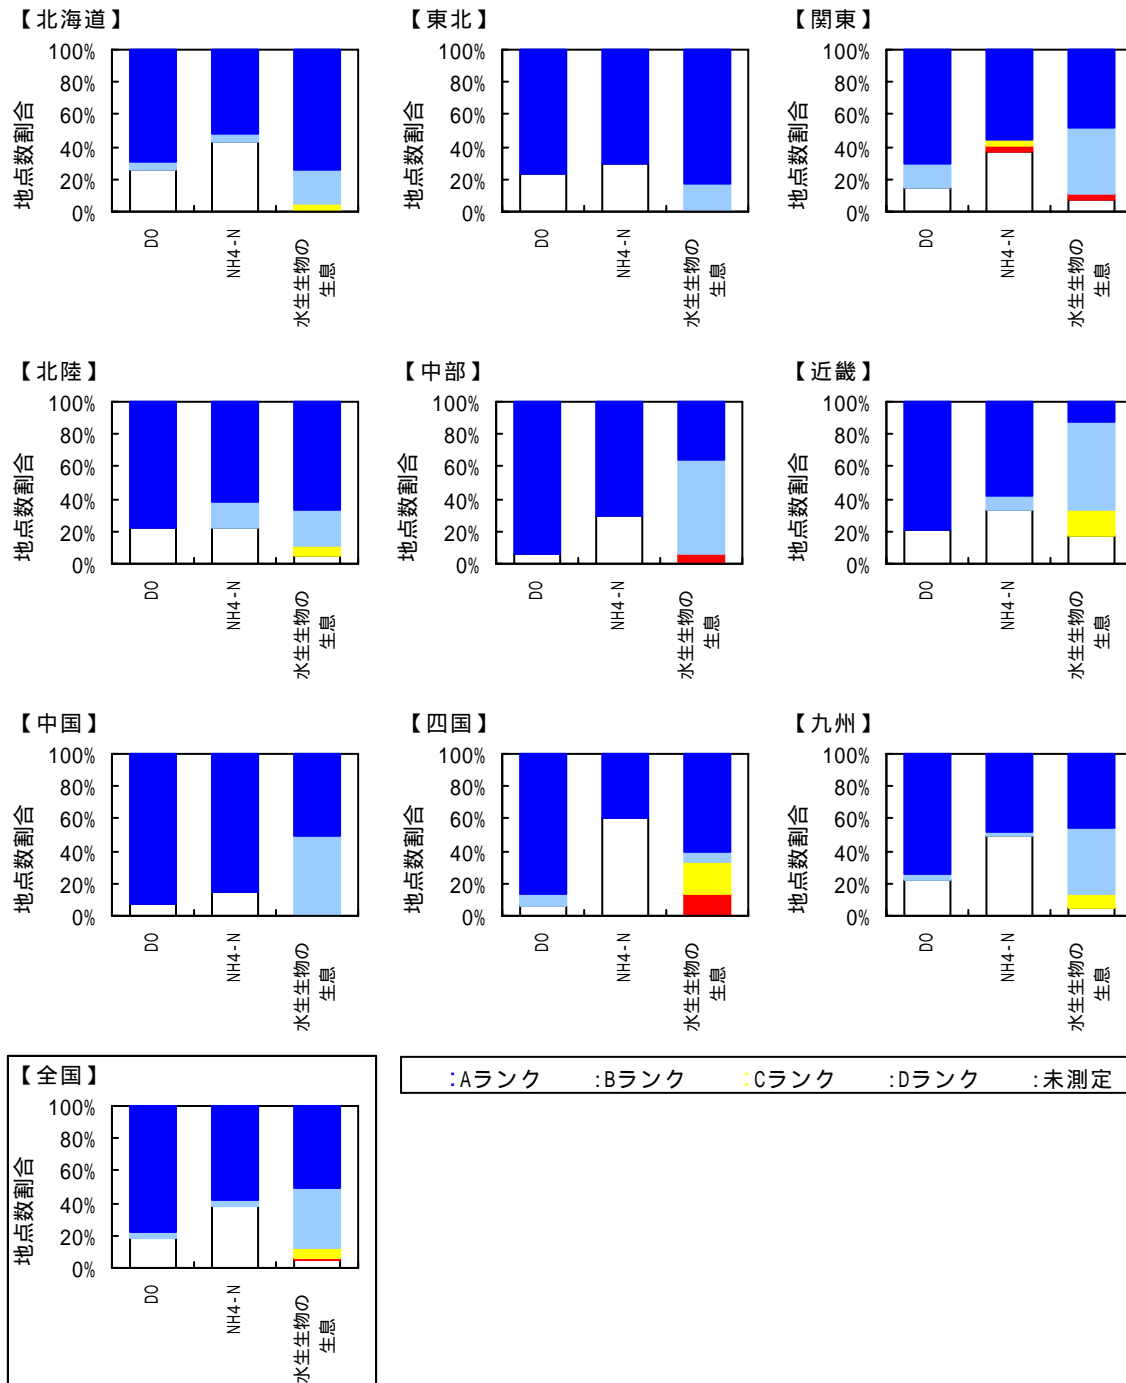 【北海道】
地点数割合
100%
80%
60%
40%
20%
0%
DO
NH4-N
水生生物の
生息
【東北】
地点数割合
100%
80%
60%
40%
20%
0%
DO
NH4-N
水生生物の
生息
【関東】
地点数割合
100%
80%
60%
40%
20%
0%
DO
NH4-N
水生生物の
生息
【北陸】
地点数割合
100%
80%
60%
40%
20%
0%
DO
NH4-N
水生生物の
生息
【中部】
地点数割合
100%
80%
60%
40%
20%
0%
DO
NH4-N
水生生物の
生息
【近畿】
地点数割合
100%
80%
60%
40%
20%
0%
DO
NH4-N
水生生物の
生息
【中国】
地点数割合
100%
80%
60%
40%
20%
0%
DO
NH4-N
水生生物の
生息
【四国】
地点数割合
100%
80%
60%
40%
20%
0%
DO
NH4-N
水生生物の
生息
【九州】
地点数割合
100%
80%
60%
40%
20%
0%
DO
NH4-N
水生生物の
生息
【全国】
地点数割合
100%
80%
60%
40%
20%
0%
DO
NH4-N
水生生物の
生息
:Aランク :Bランク :Cランク :Dランク :未測定